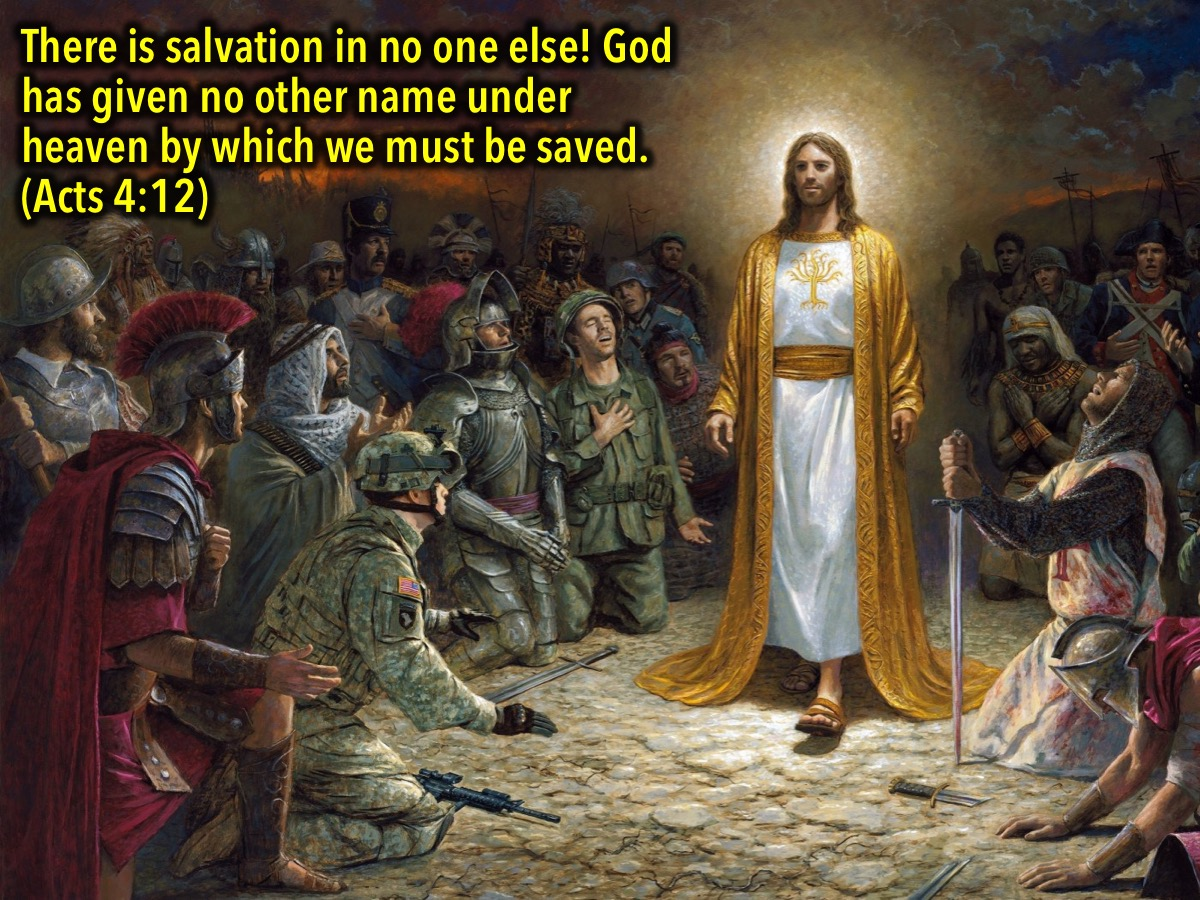 There is salvation in no one else! God
has given no other name under
heaven by which we must be saved.
(Acts 4:12)